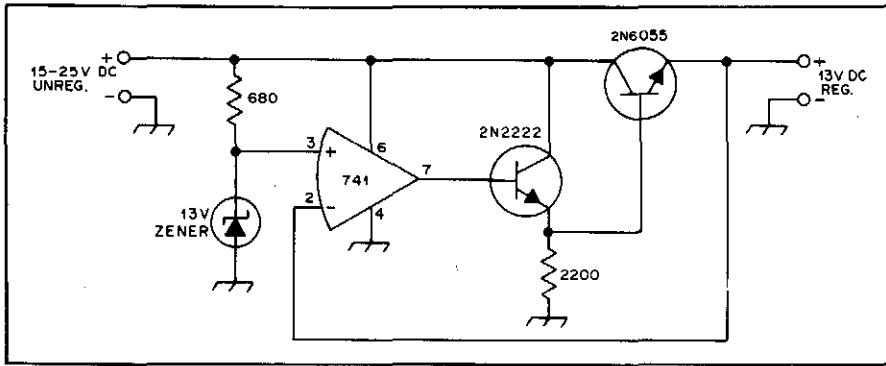 2N6055
+
15-25V DC
UNREG.
-
680
+
13V DC
REG.
-
2N2222
3
+
6
7
741
2
-
4
13V
ZENER
2200